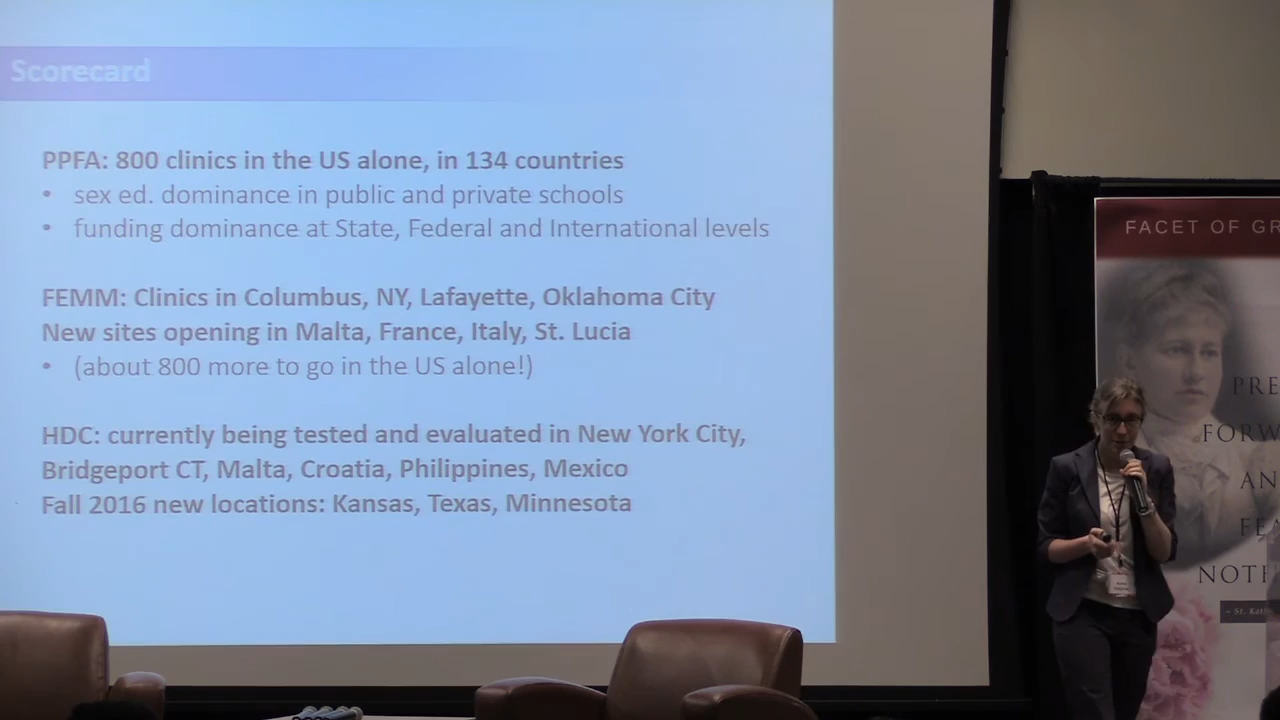 Scorecard
PPFA: 800 clinics in the US alone, in 134 countries
• sex ed. dominance in public and private schools
• funding dominance at State, Federal and International levels
FEMM: Clinics in Columbus, NY, Lafayette, Oklahoma City
New sites opening in Malta, France, Italy, St. Lucia
• (about 800 more to go in the US alone!)
HDC: currently being tested and evaluated in New York City,
Bridgeport CT, Malta, Croatia, Philippines, Mexico
Fall 2016 new locations: Kansas, Texas, Minnesota
FACET OF GR
PRE
FORW
AN
FE
NOTH
~ St. Kat